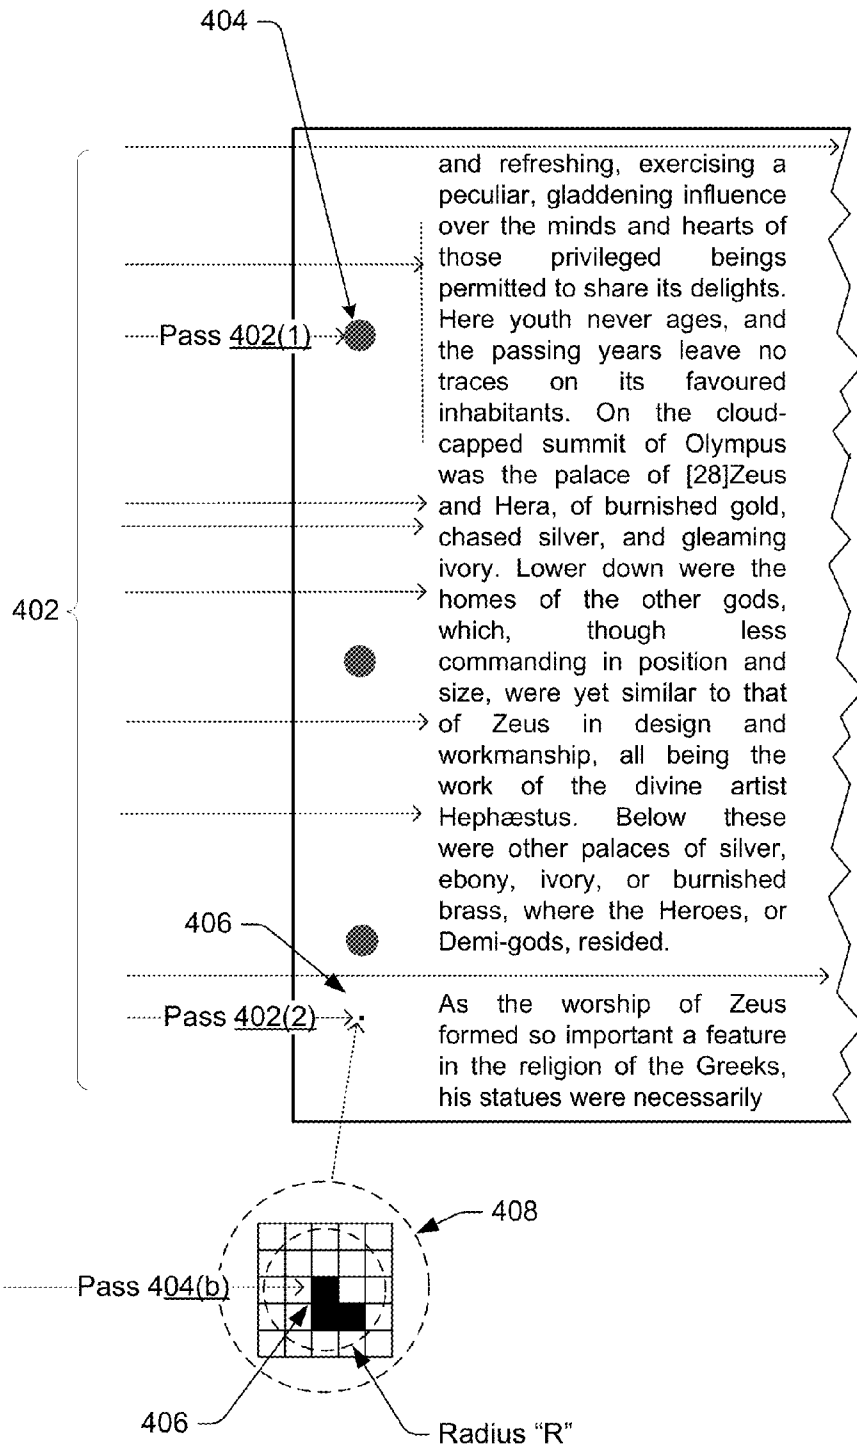 404
and refreshing, exercising a
peculiar, gladdening influence
over the minds and hearts of
those privileged beings
permitted to share its delights.
Pass 402(1)
Here youth never ages, and
the passing years leave no
traces on its favoured
inhabitants. On the cloud-
capped summit of Olympus
was the palace of [28]Zeus
and Hera, of burnished gold,
chased silver, and gleaming
ivory. Lower down were the
402
homes of the other gods,
which, though less
commanding in position and
size, were yet similar to that
of Zeus in design and
workmanship, all being the
work of the divine artist
Hephæstus. Below these
were other palaces of silver,
ebony, ivory, or burnished
brass, where the Heroes, or
406
Demi-gods, resided.
Pass 402(2)
As the worship of Zeus
formed so important a feature
in the religion of the Greeks,
his statues were necessarily
408
Pass 404(b)
406
Radius “R”